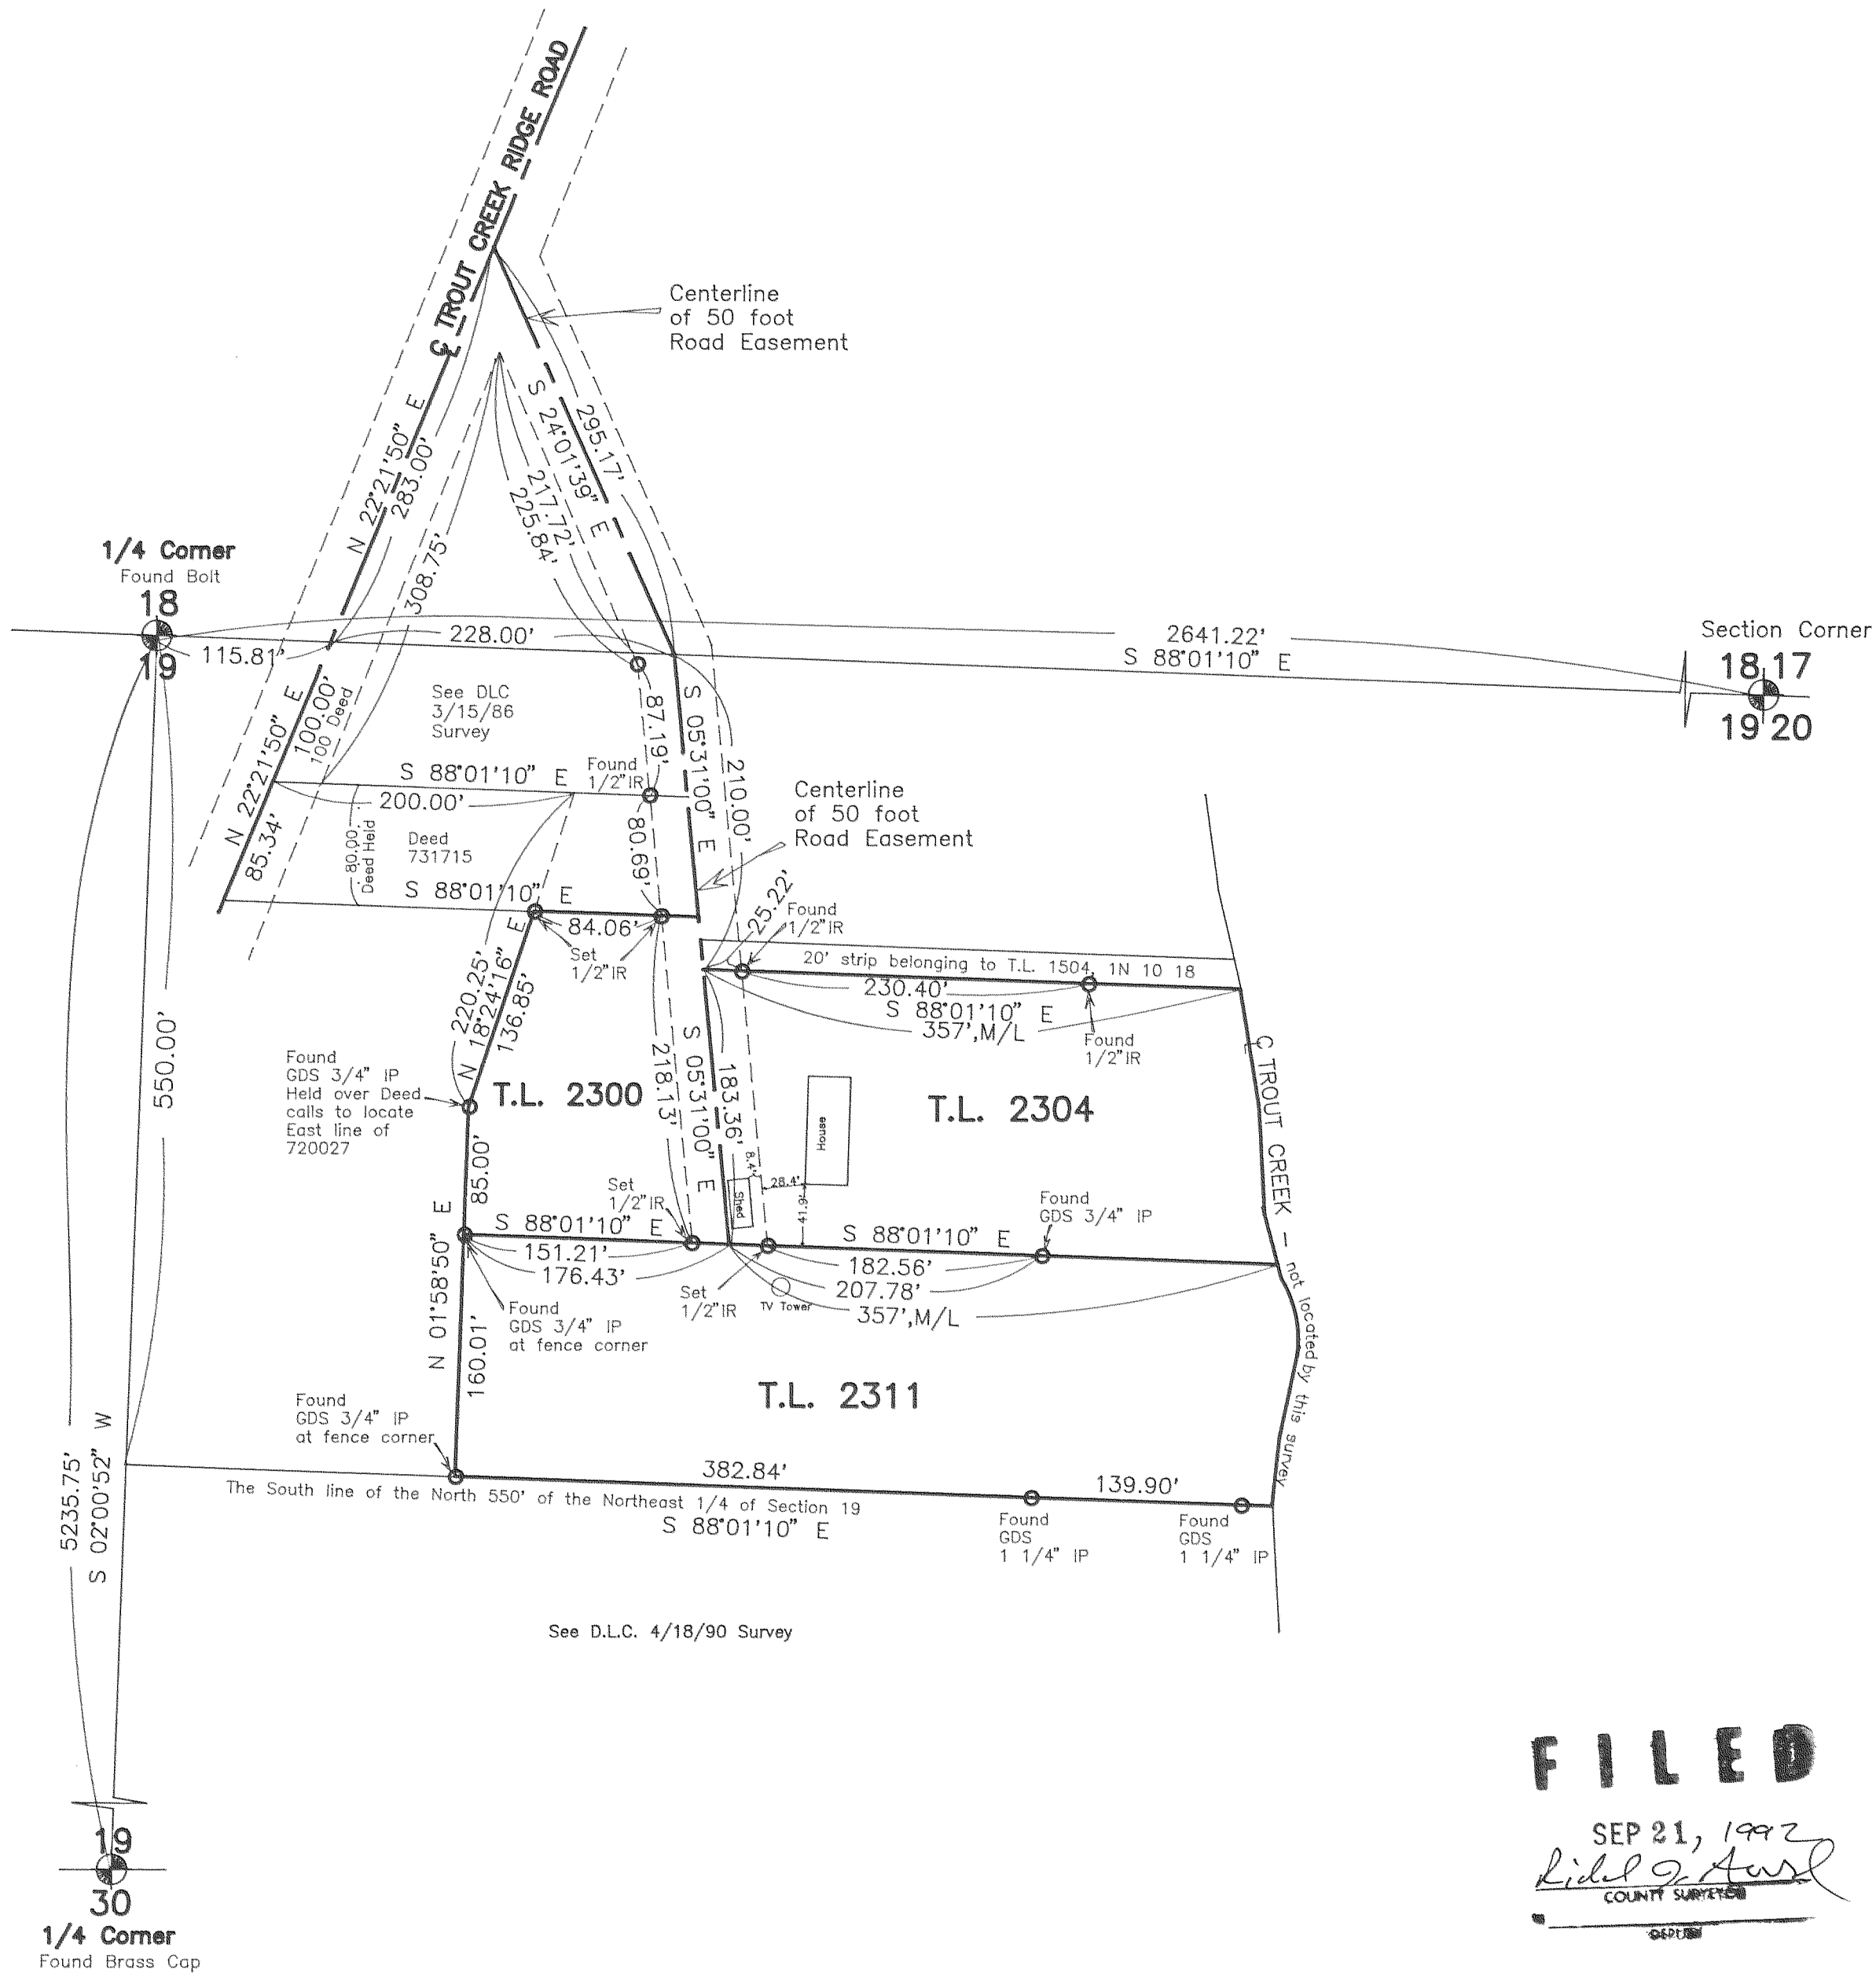 ℄ TROUT CREEK RIDGE ROAD
Centerline
of 50 foot
Road Easement
N 22°21'50" E
283.00'
308.75'
S 24°01'39" E
295.17'
217.72'
225.84'
1/4 Corner
Found Bolt
18
19
115.81'
228.00'
2641.22'
S 88°01'10" E
Section Corner
18 17
19 20
N 22°21'50" E
100.00'
100 Deed
85.34'
See DLC
3/15/86
Survey
87.19'
S 05°31'00" E
210.00'
S 88°01'10" E
200.00'
Found
1/2"IR
80.00'
Deed Held
Deed
731715
80.69'
Centerline
of 50 foot
Road Easement
S 88°01'10" E
84.06'
Set
1/2"IR
25.22'
Found
1/2"IR
20' strip belonging to T.L. 1504, 1N 10 18
230.40'
S 88°01'10" E
357',M/L
Found
1/2"IR
220.25'
N 18°24'16" E
136.85'
550.00'
Found
GDS 3/4" IP
Held over Deed
calls to locate
East line of
720027
T.L. 2300
218.13'
S 05°31'00" E
183.36'
House
T.L. 2304
C TROUT CREEK - not located by this survey
85.00'
8.4'
28.4'
41.9'
Shed
Set
1/2"IR
S 88°01'10" E
151.21'
176.43'
Found
GDS 3/4" IP
S 88°01'10" E
182.56'
207.78'
357',M/L
Set
1/2"IR
TV Tower
N 01°58'50" E
160.01'
Found
GDS 3/4" IP
at fence corner
T.L. 2311
Found
GDS 3/4" IP
at fence corner
382.84'
139.90'
The South line of the North 550' of the Northeast 1/4 of Section 19
S 88°01'10" E
Found
GDS
1 1/4" IP
Found
GDS
1 1/4" IP
5235.75'
S 02°00'52" W
See D.L.C. 4/18/90 Survey
19
30
1/4 Corner
Found Brass Cap
FILED
SEP 21, 1992
COUNTY SURVEYOR
DEPUTY